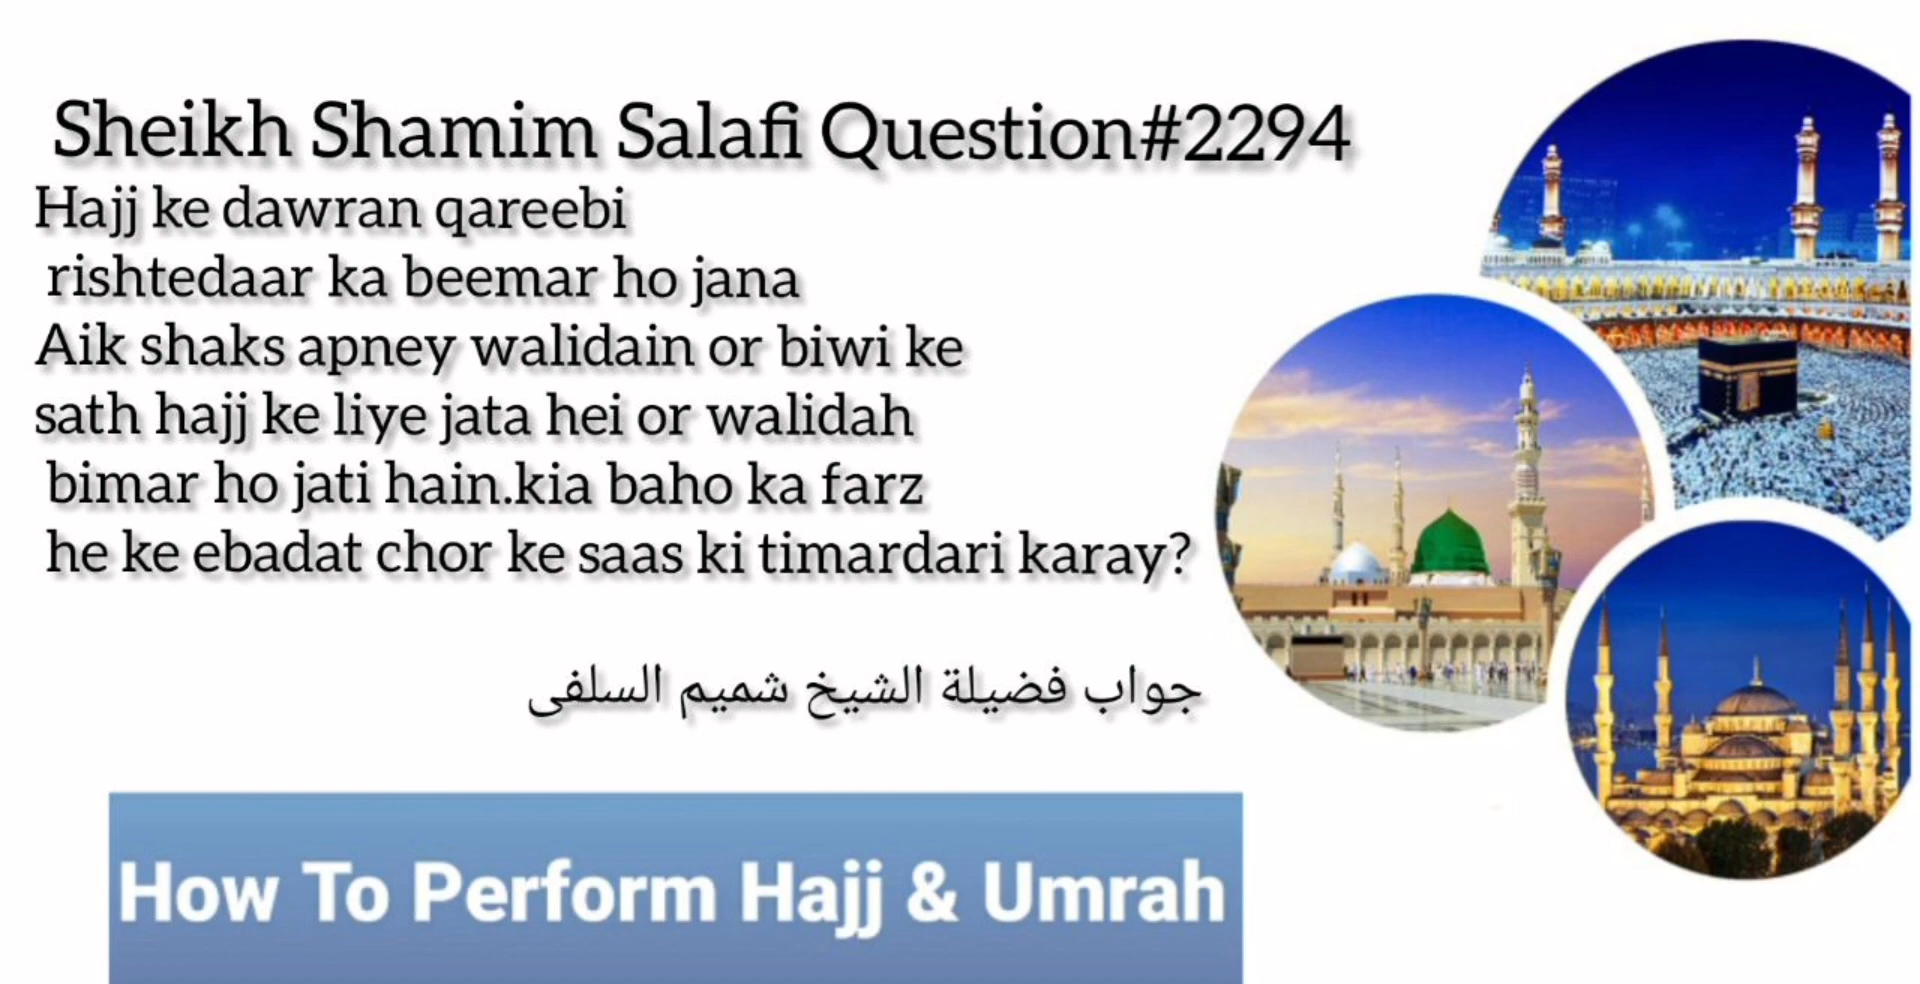 Sheikh Shamim Salafi Question#2294
Hajj ke dawran qareebi
rishtedaar ka beemar ho jana
Aik shaks apney walidain or biwi ke
sath hajj ke liye jata hei or walidah
bimar ho jati hain.kia baho ka farz
he ke ebadat chor ke saas ki timardari karay?
جواب فضيلة الشيخ شميم السلفى
How To Perform Hajj & Umrah